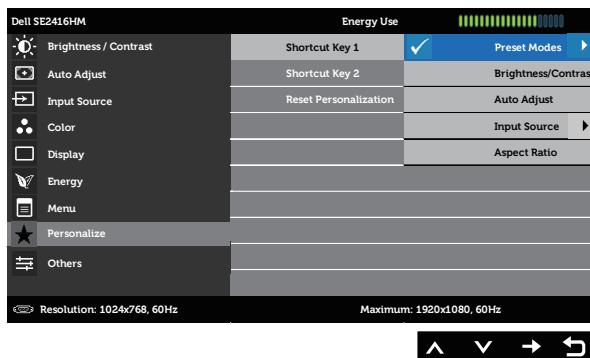 Dell SE2416HM Energy Use
Brightness / Contrast Shortcut Key 1 Preset Modes
Auto Adjust Shortcut Key 2 Brightness/Contras
Input Source Reset Personalization Auto Adjust
Color Input Source
Display Aspect Ratio
Energy
Menu
Personalize
Others
Resolution: 1024x768, 60Hz Maximum: 1920x1080, 60Hz